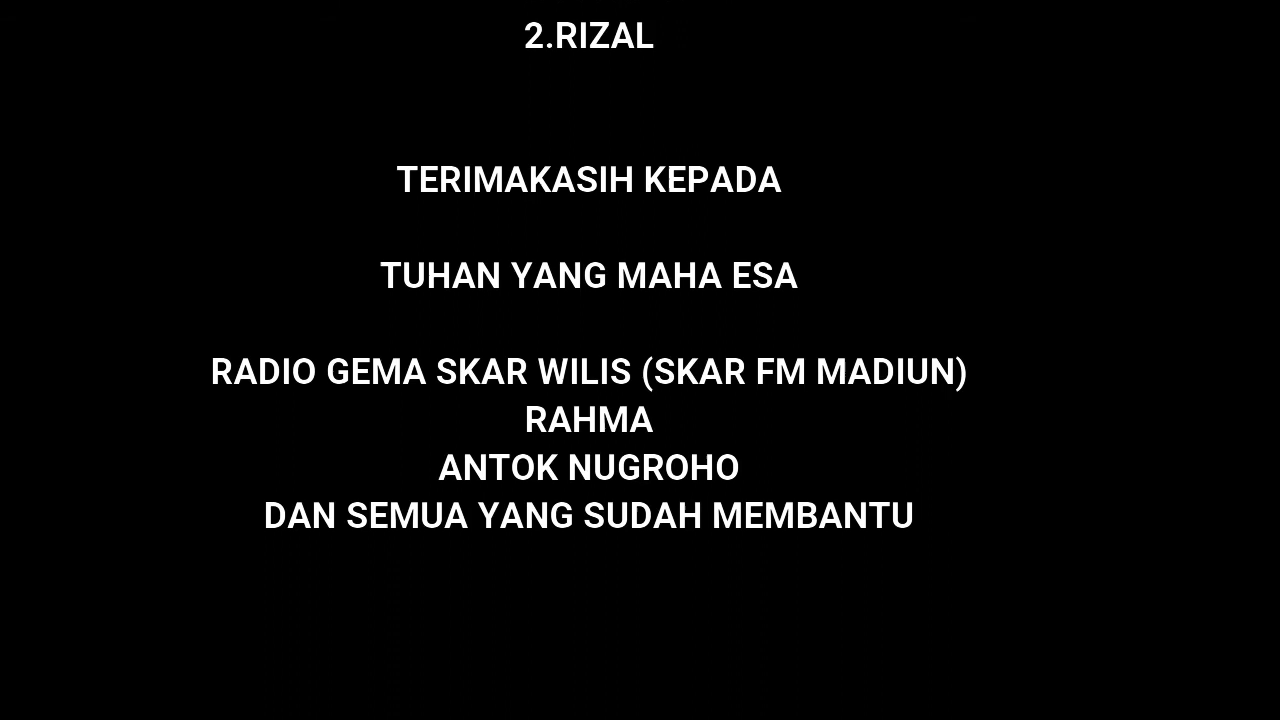 2.RIZAL
TERIMAKASIH KEPADA
TUHAN YANG MAHA ESA
RADIO GEMA SKAR WILIS (SKAR FM MADIUN)
RAHMA
ANTOK NUGROHO
DAN SEMUA YANG SUDAH MEMBANTU